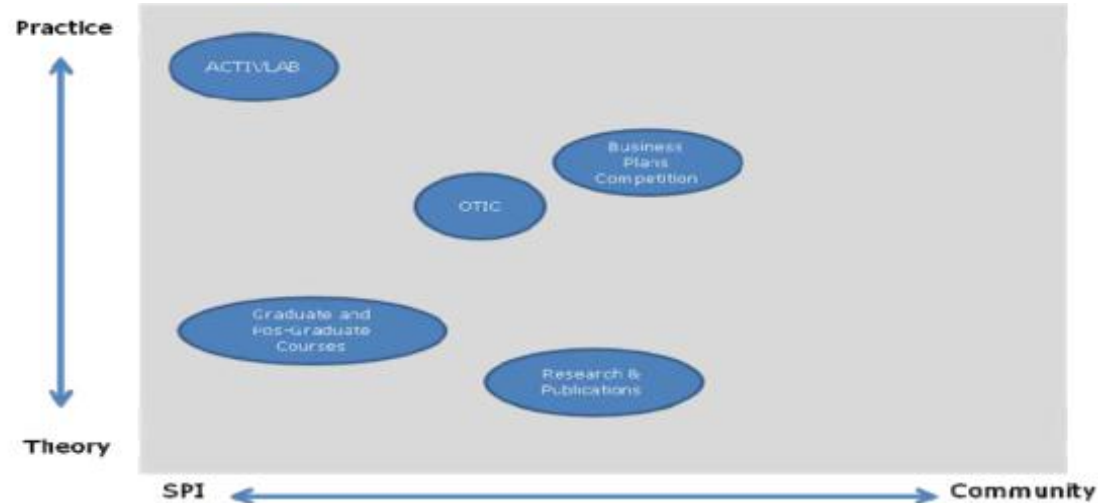 Practice
ACTIVLAB
Business
Plans
Competition
OTIC
Graduate and
Pos-Graduate
Courses
Research &
Publications
Theory
SPI
Community